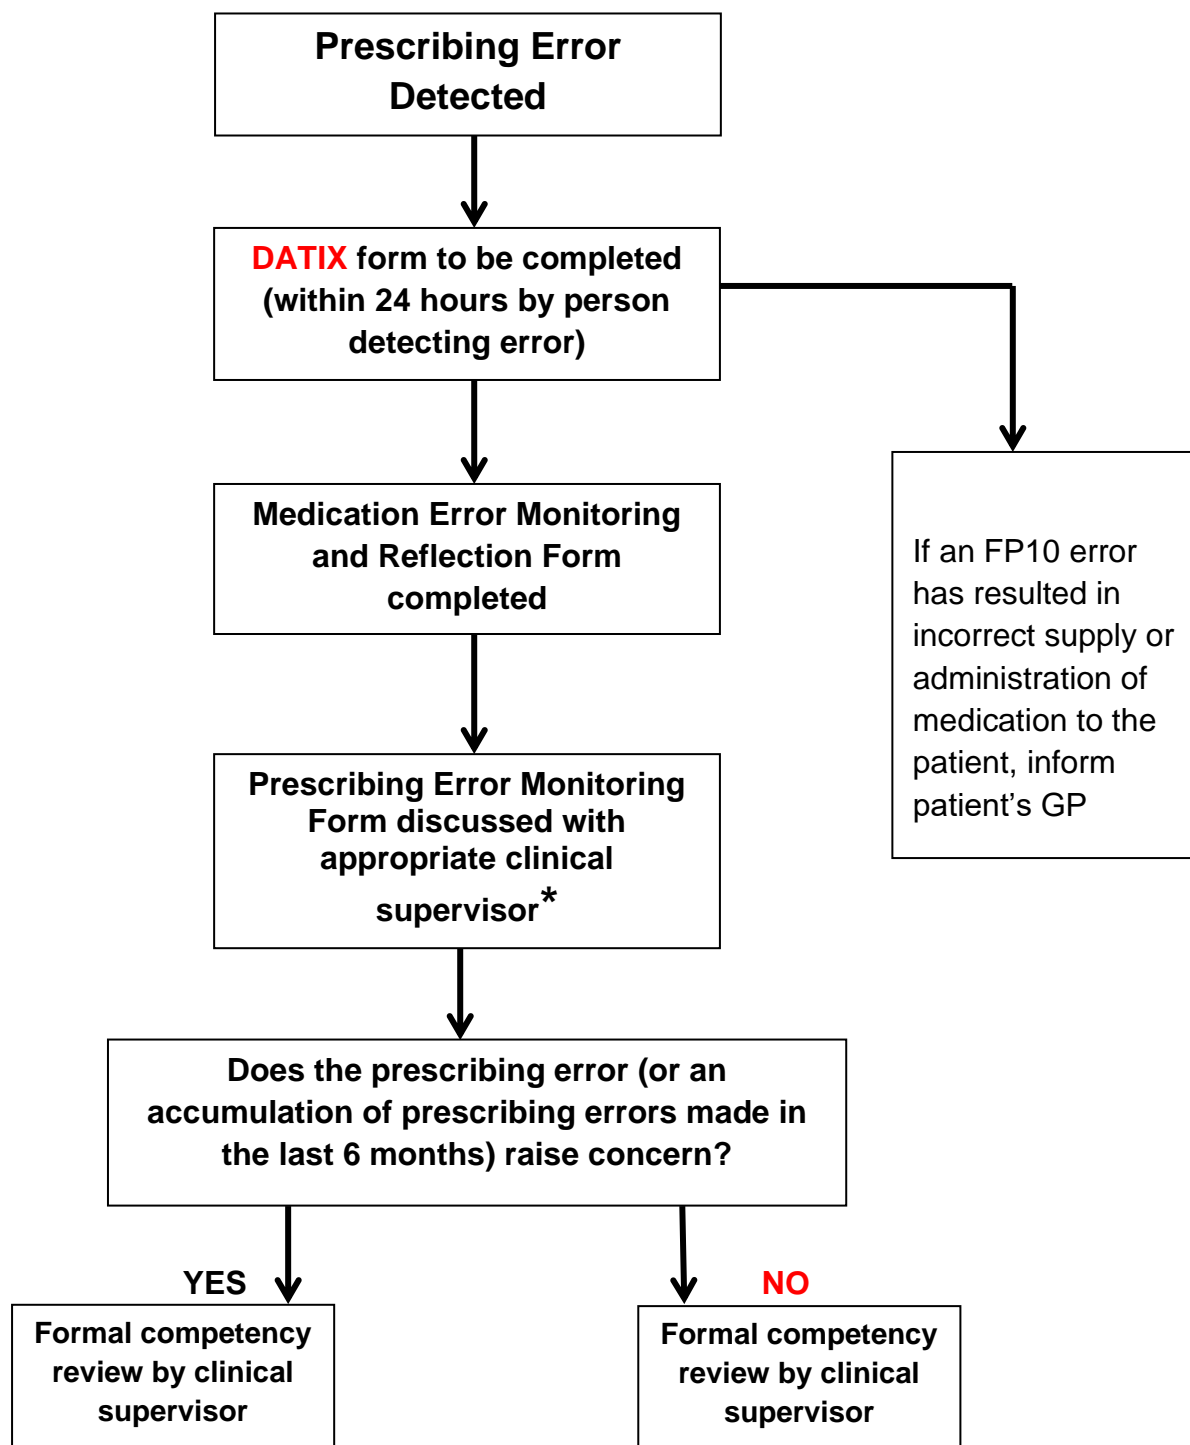 Prescribing Error
Detected
DATIX form to be completed
(within 24 hours by person
detecting error)
Medication Error Monitoring
and Reflection Form
completed
If an FP10 error
has resulted in
incorrect supply or
administration of
medication to the
patient, inform
patient’s GP
Prescribing Error Monitoring
Form discussed with
appropriate clinical
supervisor*
Does the prescribing error (or an
accumulation of prescribing errors made in
the last 6 months) raise concern?
YES
NO
Formal competency
review by clinical
supervisor
Formal competency
review by clinical
supervisor